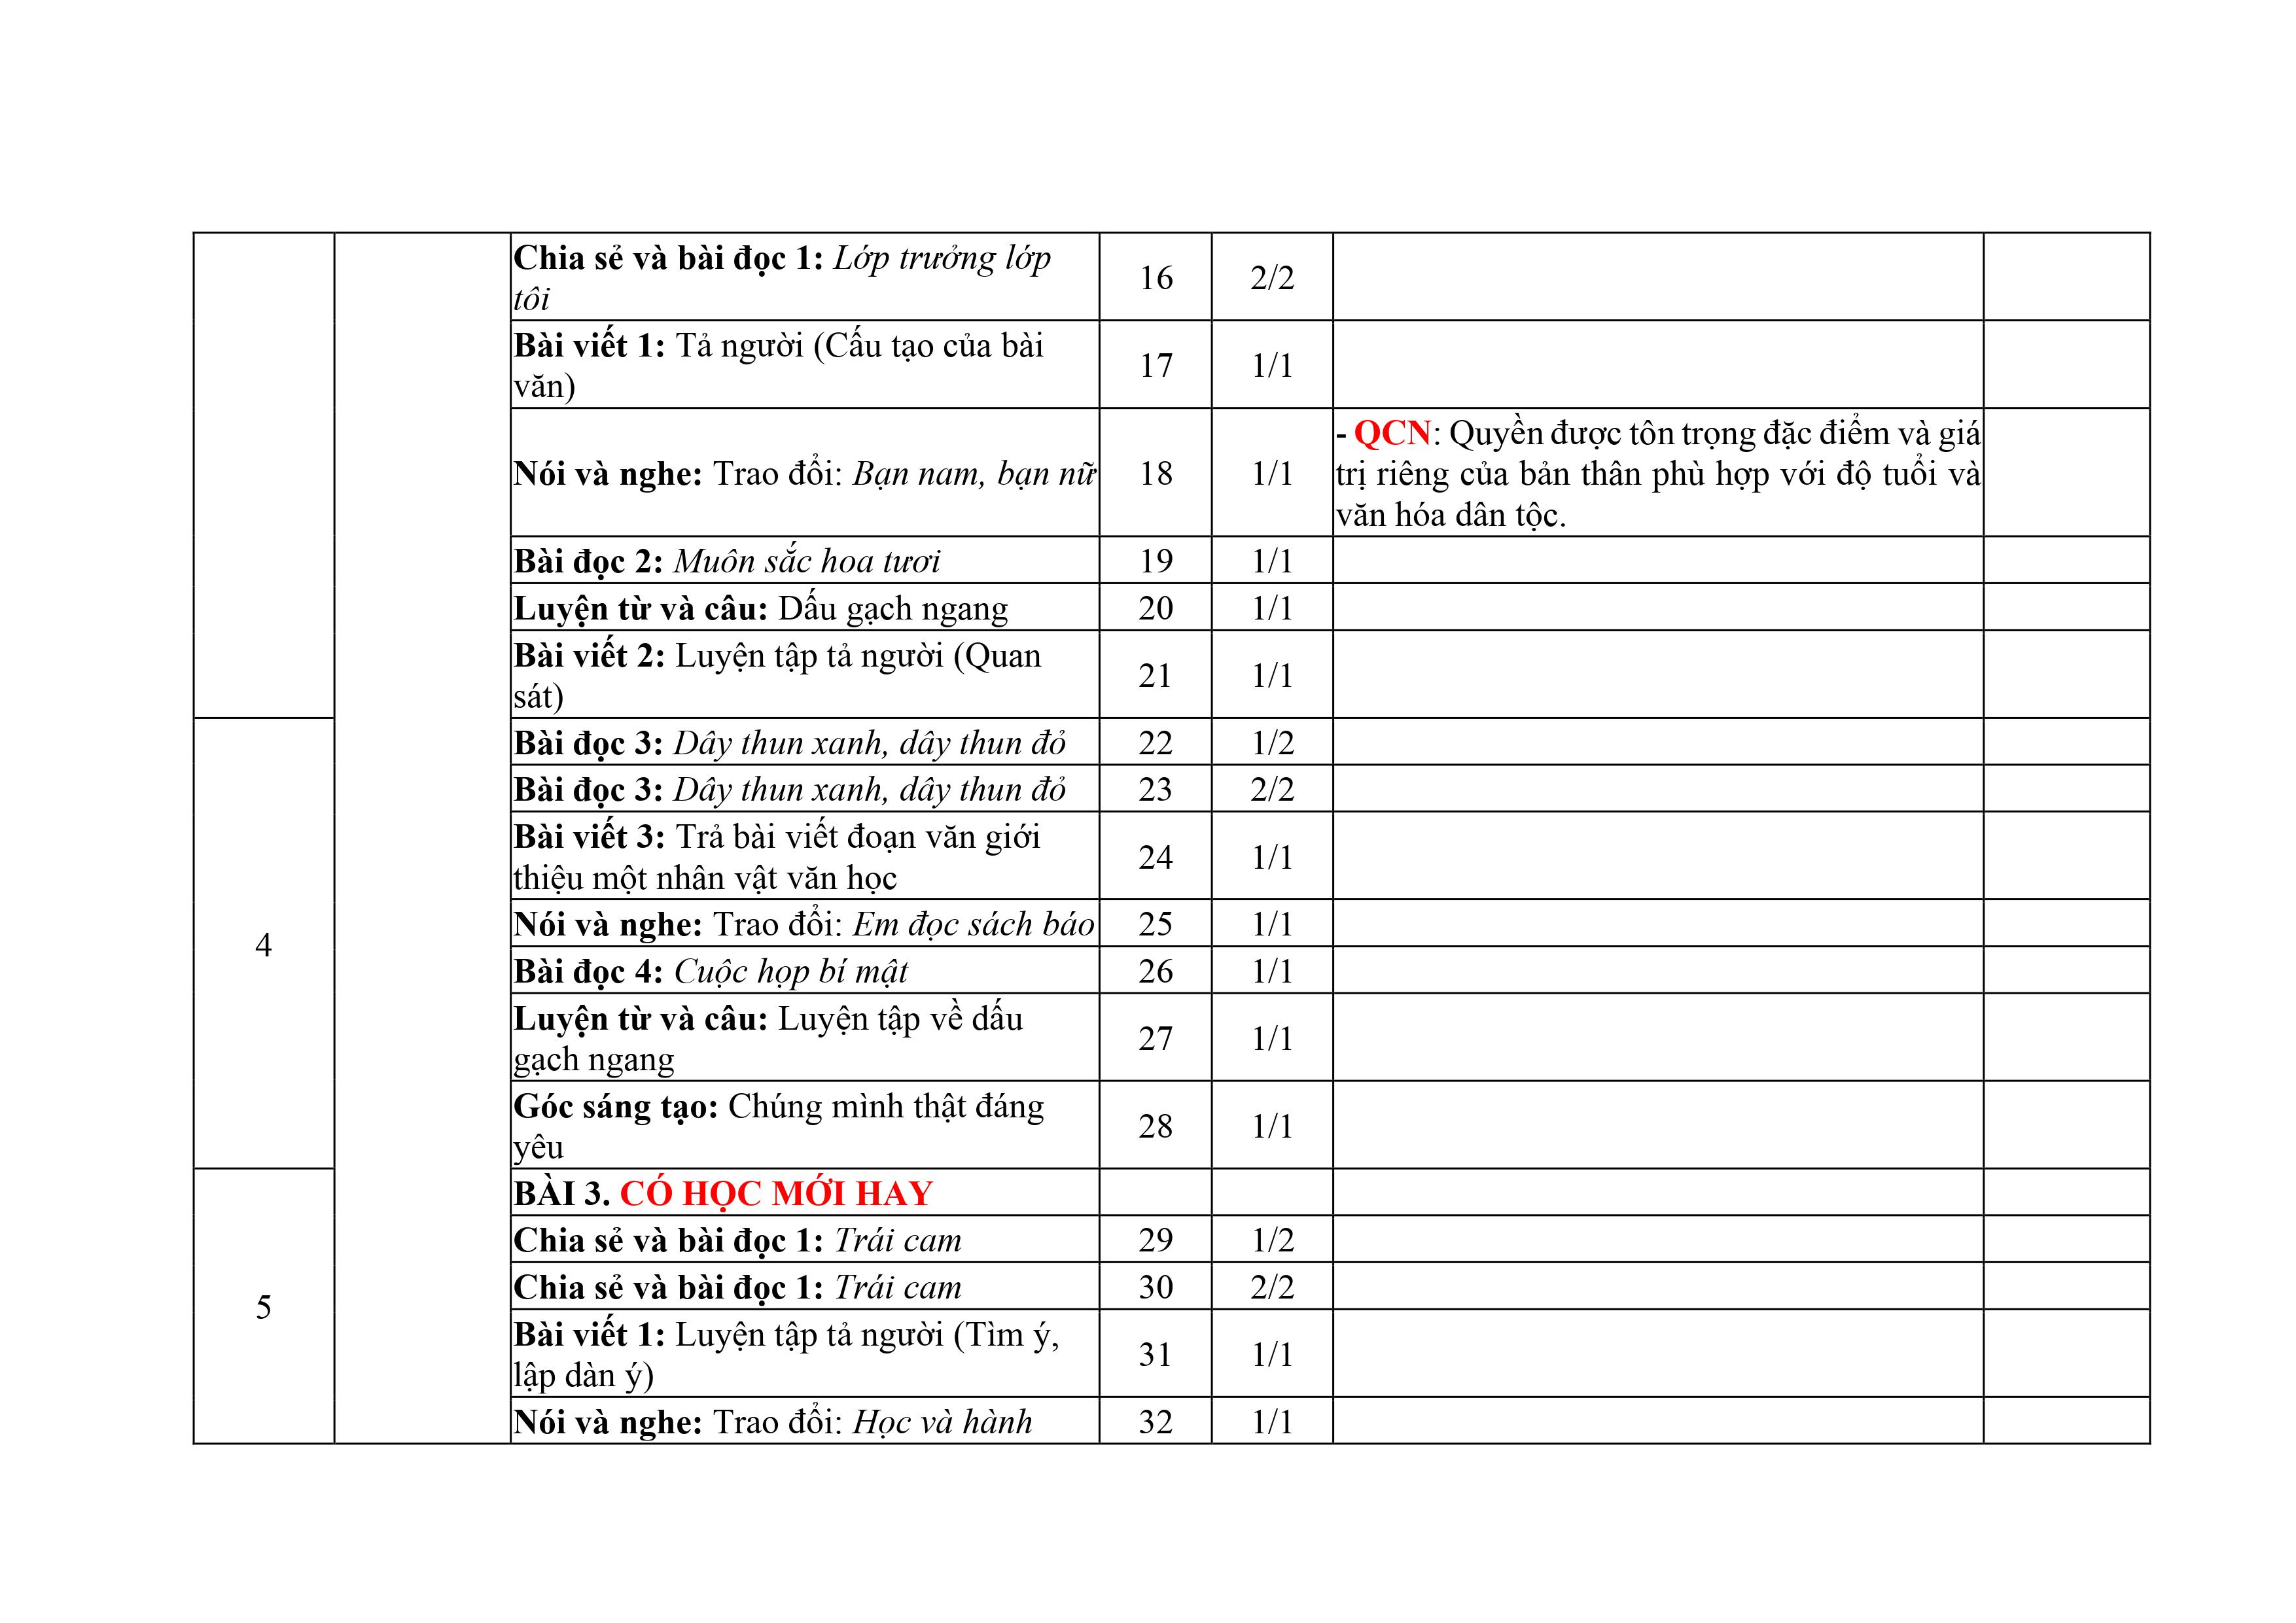 Chia sẻ và bài đọc 1: Lớp trưởng lớp
tôi
16
2/2
Bài viết 1: Tả người (Cấu tạo của bài
văn)
17
1/1
Nói và nghe: Trao đổi: Bạn nam, bạn nữ
18
1/1
- QCN: Quyền được tôn trọng đặc điểm và giá
trị riêng của bản thân phù hợp với độ tuổi và
văn hóa dân tộc.
Bài đọc 2: Muôn sắc hoa tươi
19
1/1
Luyện từ và câu: Dấu gạch ngang
20
1/1
Bài viết 2: Luyện tập tả người (Quan
sát)
21
1/1
4
Bài đọc 3: Dây thun xanh, dây thun đỏ
22
1/2
Bài đọc 3: Dây thun xanh, dây thun đỏ
23
2/2
Bài viết 3: Trả bài viết đoạn văn giới
thiệu một nhân vật văn học
24
1/1
Nói và nghe: Trao đổi: Em đọc sách báo
25
1/1
Bài đọc 4: Cuộc họp bí mật
26
1/1
Luyện từ và câu: Luyện tập về dấu
gạch ngang
27
1/1
Góc sáng tạo: Chúng mình thật đáng
yêu
28
1/1
5
BÀI 3. CÓ HỌC MỚI HAY
Chia sẻ và bài đọc 1: Trái cam
29
1/2
Chia sẻ và bài đọc 1: Trái cam
30
2/2
Bài viết 1: Luyện tập tả người (Tìm ý,
lập dàn ý)
31
1/1
Nói và nghe: Trao đổi: Học và hành
32
1/1